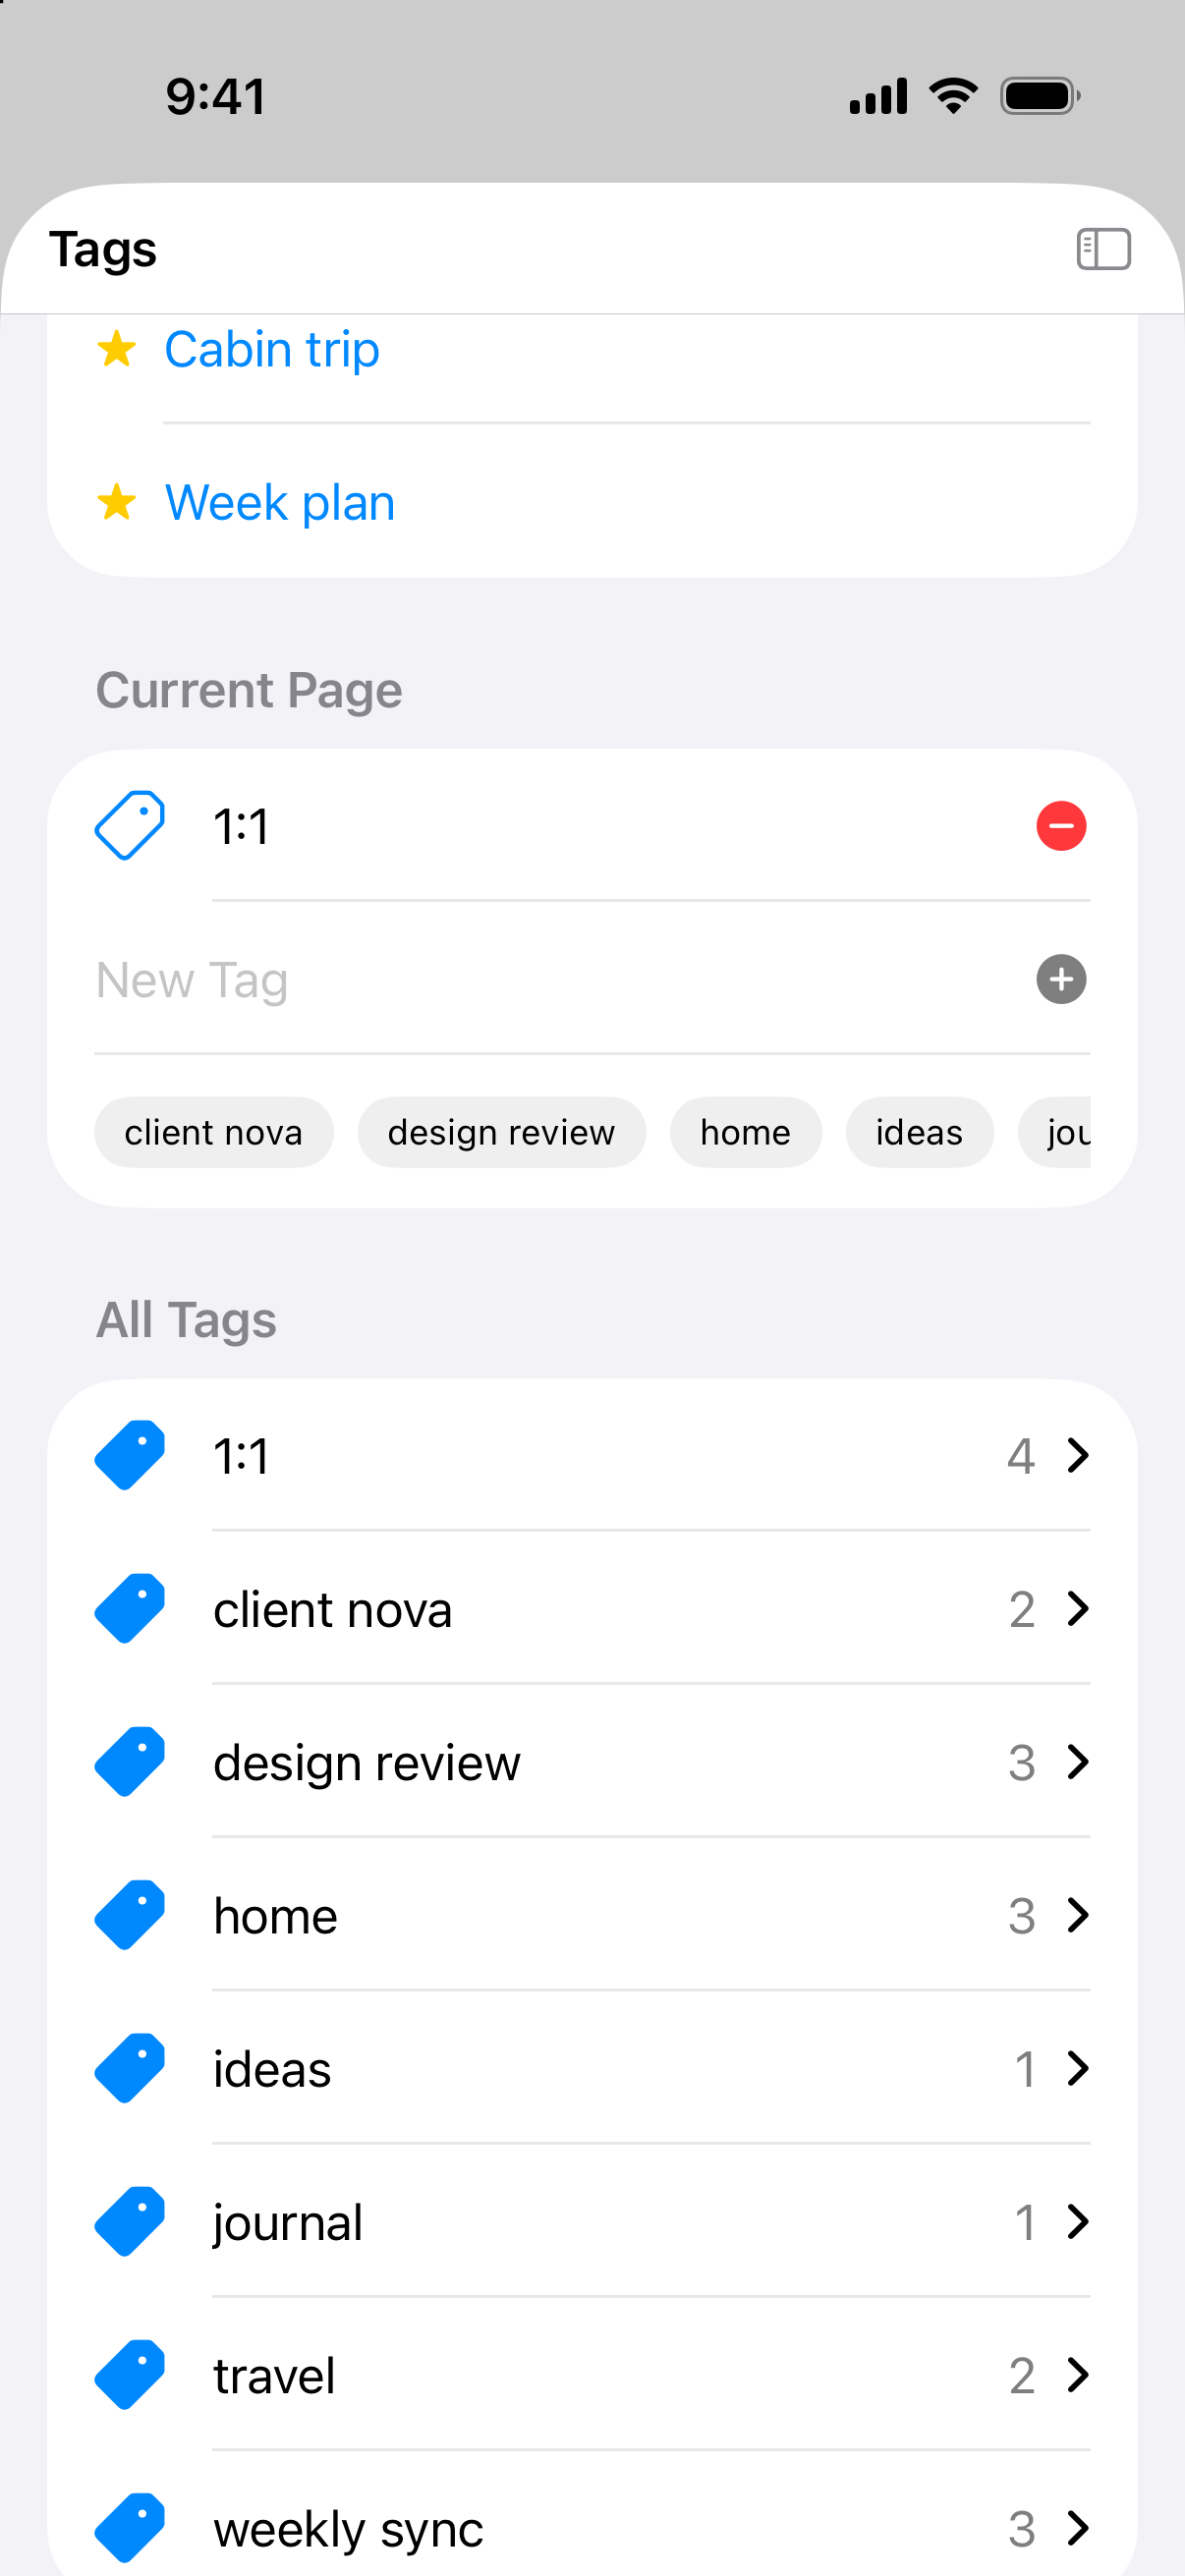 9:41
Tags
Cabin trip
Week plan
Current Page
1:1
New Tag
client nova design review home ideas
All Tags
1:1 4
client nova 2
design review 3
home 3
ideas 1
journal 1
travel 2
weekly sync 3